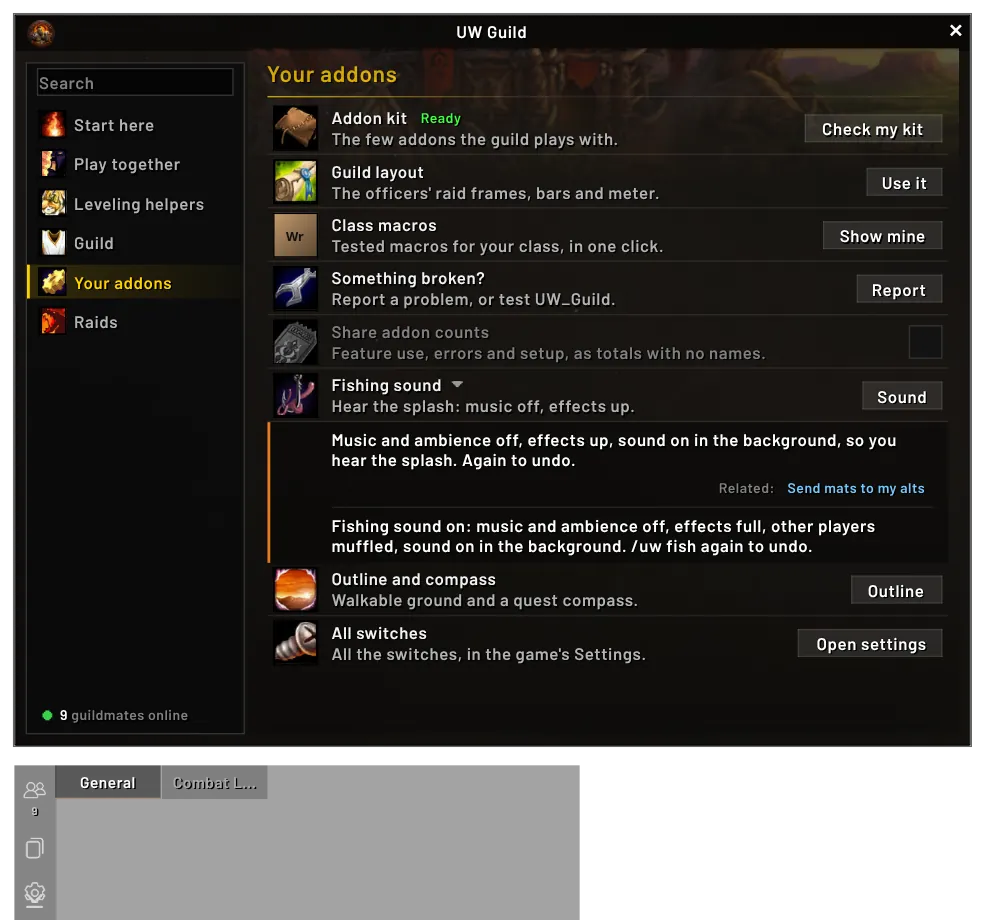 UW Guild
Search
Start here
Play together
Leveling helpers
Guild
Your addons
Raids
9 guildmates online
Your addons
Addon kit Ready
The few addons the guild plays with.
Check my kit
Guild layout
The officers' raid frames, bars and meter.
Use it
Wr
Class macros
Tested macros for your class, in one click.
Show mine
Something broken?
Report a problem, or test UW_Guild.
Report
Share addon counts
Feature use, errors and setup, as totals with no names.
Fishing sound
Hear the splash: music off, effects up.
Sound
Music and ambience off, effects up, sound on in the background, so you
hear the splash. Again to undo.
Related: Send mats to my alts
Fishing sound on: music and ambience off, effects full, other players
muffled, sound on in the background. /uw fish again to undo.
Outline and compass
Walkable ground and a quest compass.
Outline
All switches
All the switches, in the game's Settings.
Open settings
General
Combat L...
9